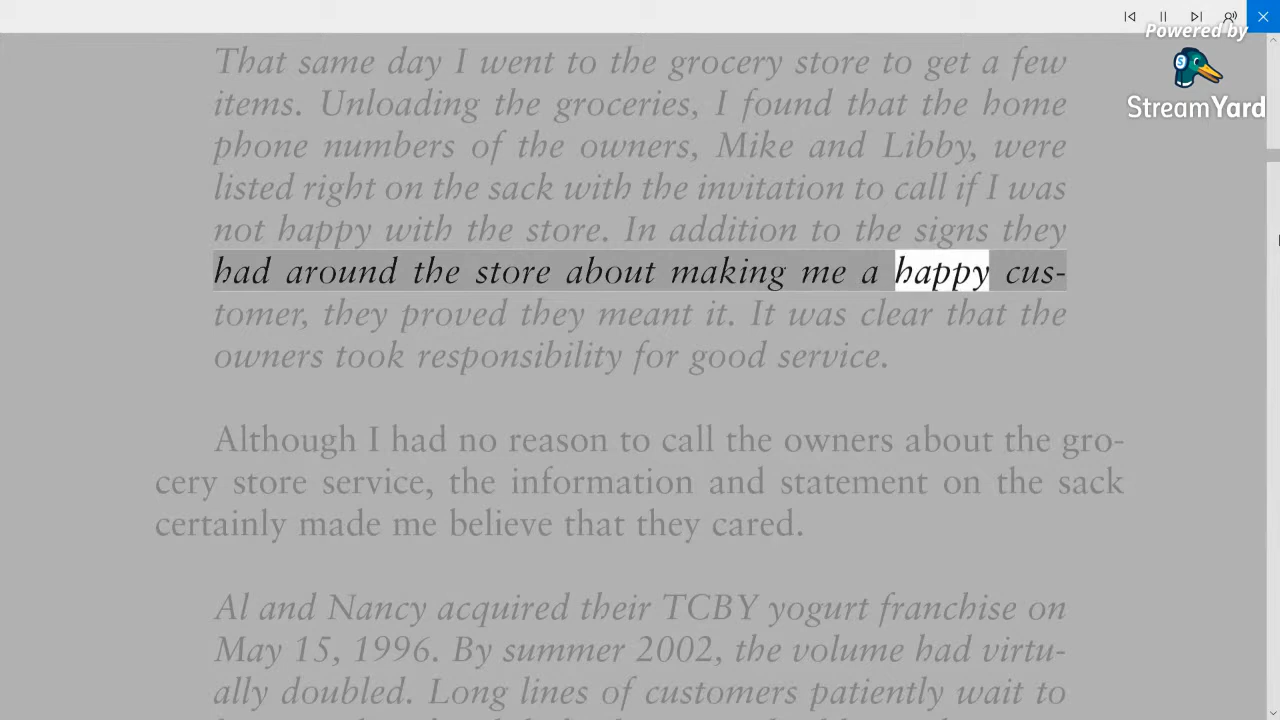 Powered by
StreamYard
That same day I went to the grocery store to get a few
items. Unloading the groceries, I found that the home
phone numbers of the owners, Mike and Libby, were
listed right on the sack with the invitation to call if I was
not happy with the store. In addition to the signs they
had around the store about making me a happy cus-
tomer, they proved they meant it. It was clear that the
owners took responsibility for good service.
Although I had no reason to call the owners about the gro-
cery store service, the information and statement on the sack
certainly made me believe that they cared.
Al and Nancy acquired their TCBY yogurt franchise on
May 15, 1996. By summer 2002, the volume had virtu-
ally doubled. Long lines of customers patiently wait to